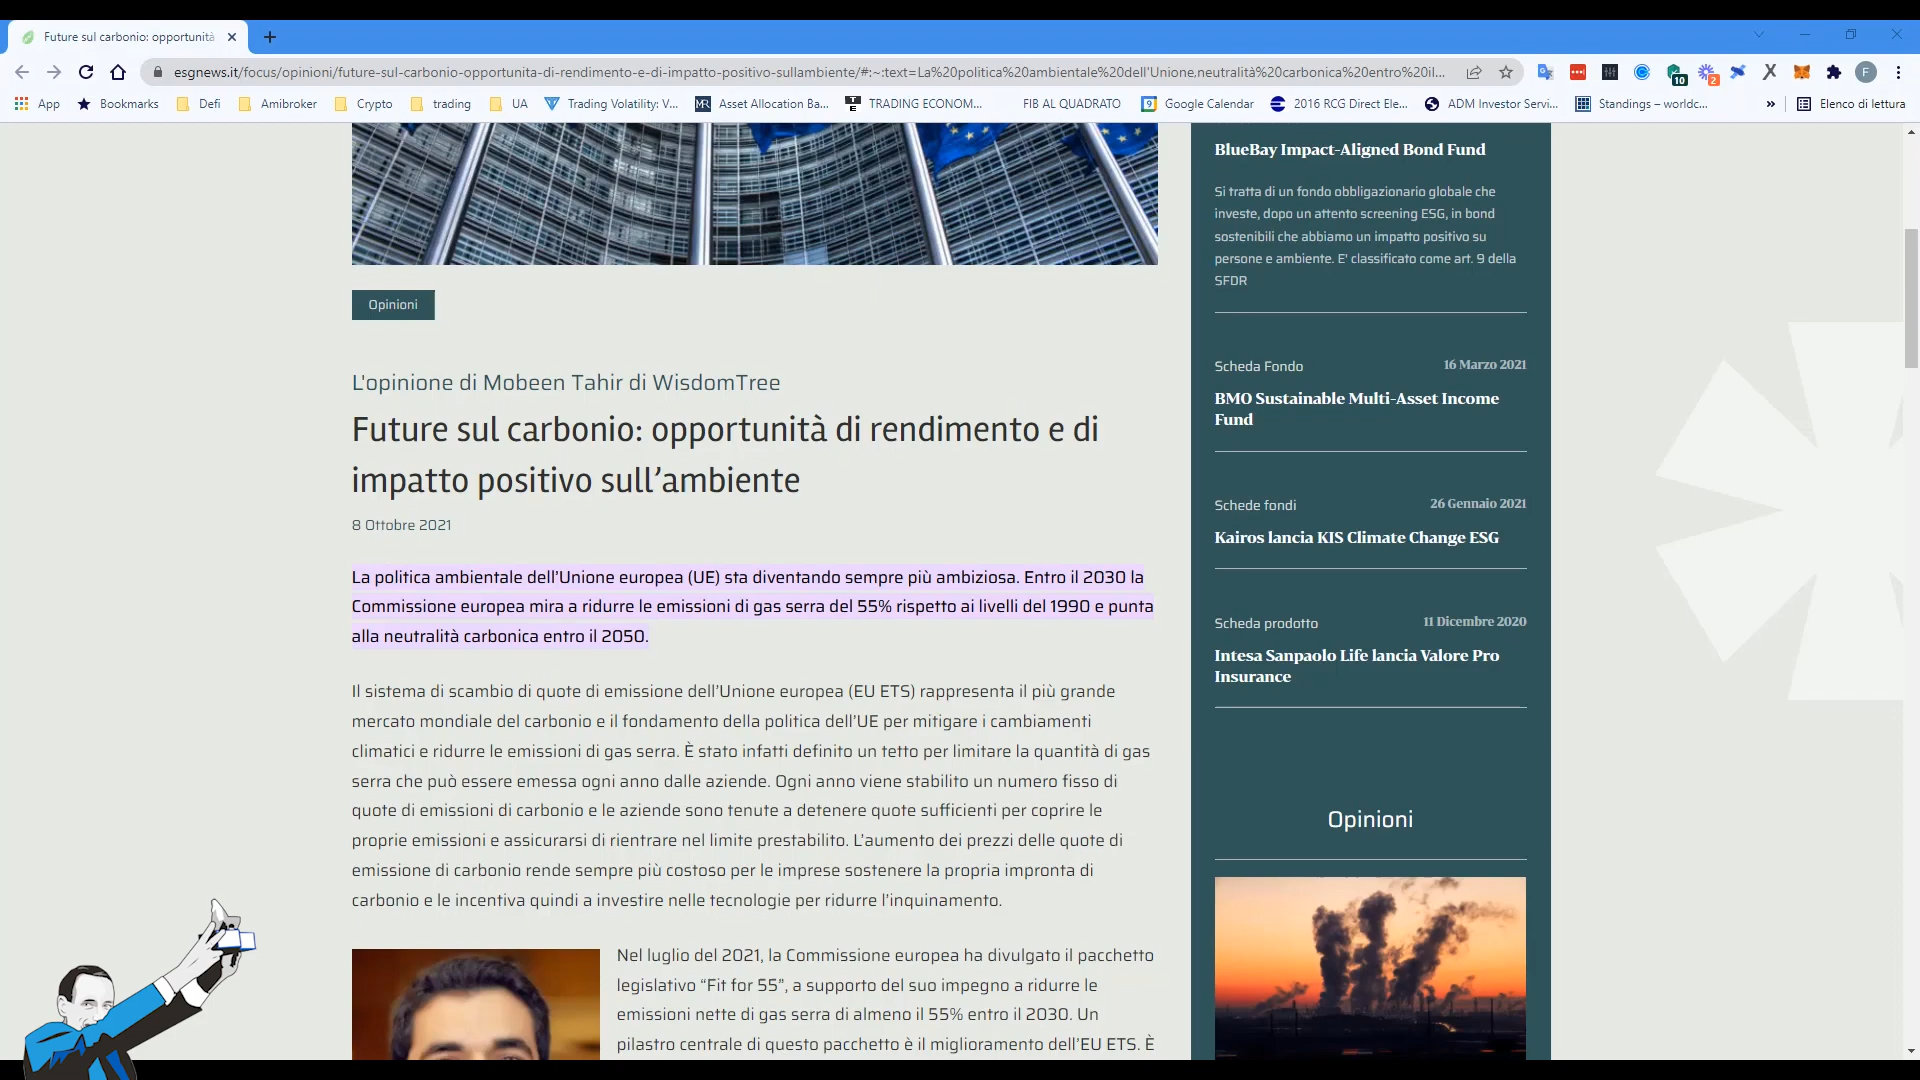 Future sul carbonio: opportunità
esgnews.it/focus/opinioni/future-sul-carbonio-opportunita-di-rendimento-e-di-impatto-positivo-sullambiente/#:~:text=La%20politica%20ambientale%20dell'Unione,neutralità%20carbonica%20entro%20il...
10
2
F
App
Bookmarks
Defi
Amibroker
Crypto
trading
UA
Trading Volatility: V...
MR
Asset Allocation Ba...
TE
TRADING ECONOM...
FIB AL QUADRATO
9
Google Calendar
2016 RCG Direct Ele...
ADM Investor Servi...
Standings – worldc...
»
Elenco di lettura
Opinioni
L'opinione di Mobeen Tahir di WisdomTree
Future sul carbonio: opportunità di rendimento e di
impatto positivo sull’ambiente
8 Ottobre 2021
La politica ambientale dell’Unione europea (UE) sta diventando sempre più ambiziosa. Entro il 2030 la
Commissione europea mira a ridurre le emissioni di gas serra del 55% rispetto ai livelli del 1990 e punta
alla neutralità carbonica entro il 2050.
Il sistema di scambio di quote di emissione dell’Unione europea (EU ETS) rappresenta il più grande
mercato mondiale del carbonio e il fondamento della politica dell’UE per mitigare i cambiamenti
climatici e ridurre le emissioni di gas serra. È stato infatti definito un tetto per limitare la quantità di gas
serra che può essere emessa ogni anno dalle aziende. Ogni anno viene stabilito un numero fisso di
quote di emissioni di carbonio e le aziende sono tenute a detenere quote sufficienti per coprire le
proprie emissioni e assicurarsi di rientrare nel limite prestabilito. L’aumento dei prezzi delle quote di
emissione di carbonio rende sempre più costoso per le imprese sostenere la propria impronta di
carbonio e le incentiva quindi a investire nelle tecnologie per ridurre l’inquinamento.
Nel luglio del 2021, la Commissione europea ha divulgato il pacchetto
legislativo “Fit for 55”, a supporto del suo impegno a ridurre le
emissioni nette di gas serra di almeno il 55% entro il 2030. Un
pilastro centrale di questo pacchetto è il miglioramento dell’EU ETS. È
BlueBay Impact-Aligned Bond Fund
Si tratta di un fondo obbligazionario globale che
investe, dopo un attento screening ESG, in bond
sostenibili che abbiamo un impatto positivo su
persone e ambiente. E' classificato come art. 9 della
SFDR
Scheda Fondo
16 Marzo 2021
BMO Sustainable Multi-Asset Income
Fund
Schede fondi
26 Gennaio 2021
Kairos lancia KIS Climate Change ESG
Scheda prodotto
11 Dicembre 2020
Intesa Sanpaolo Life lancia Valore Pro
Insurance
Opinioni